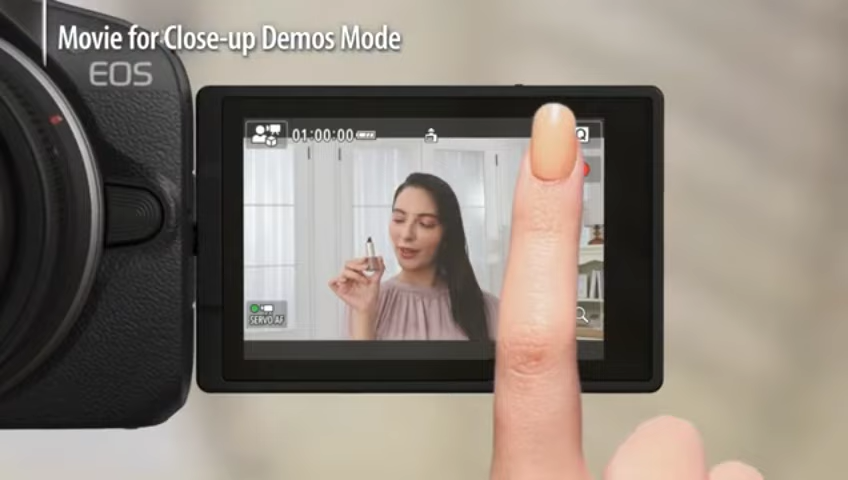 Movie for Close-up Demos Mode
EOS
01:00:00
Q
SERVO AF